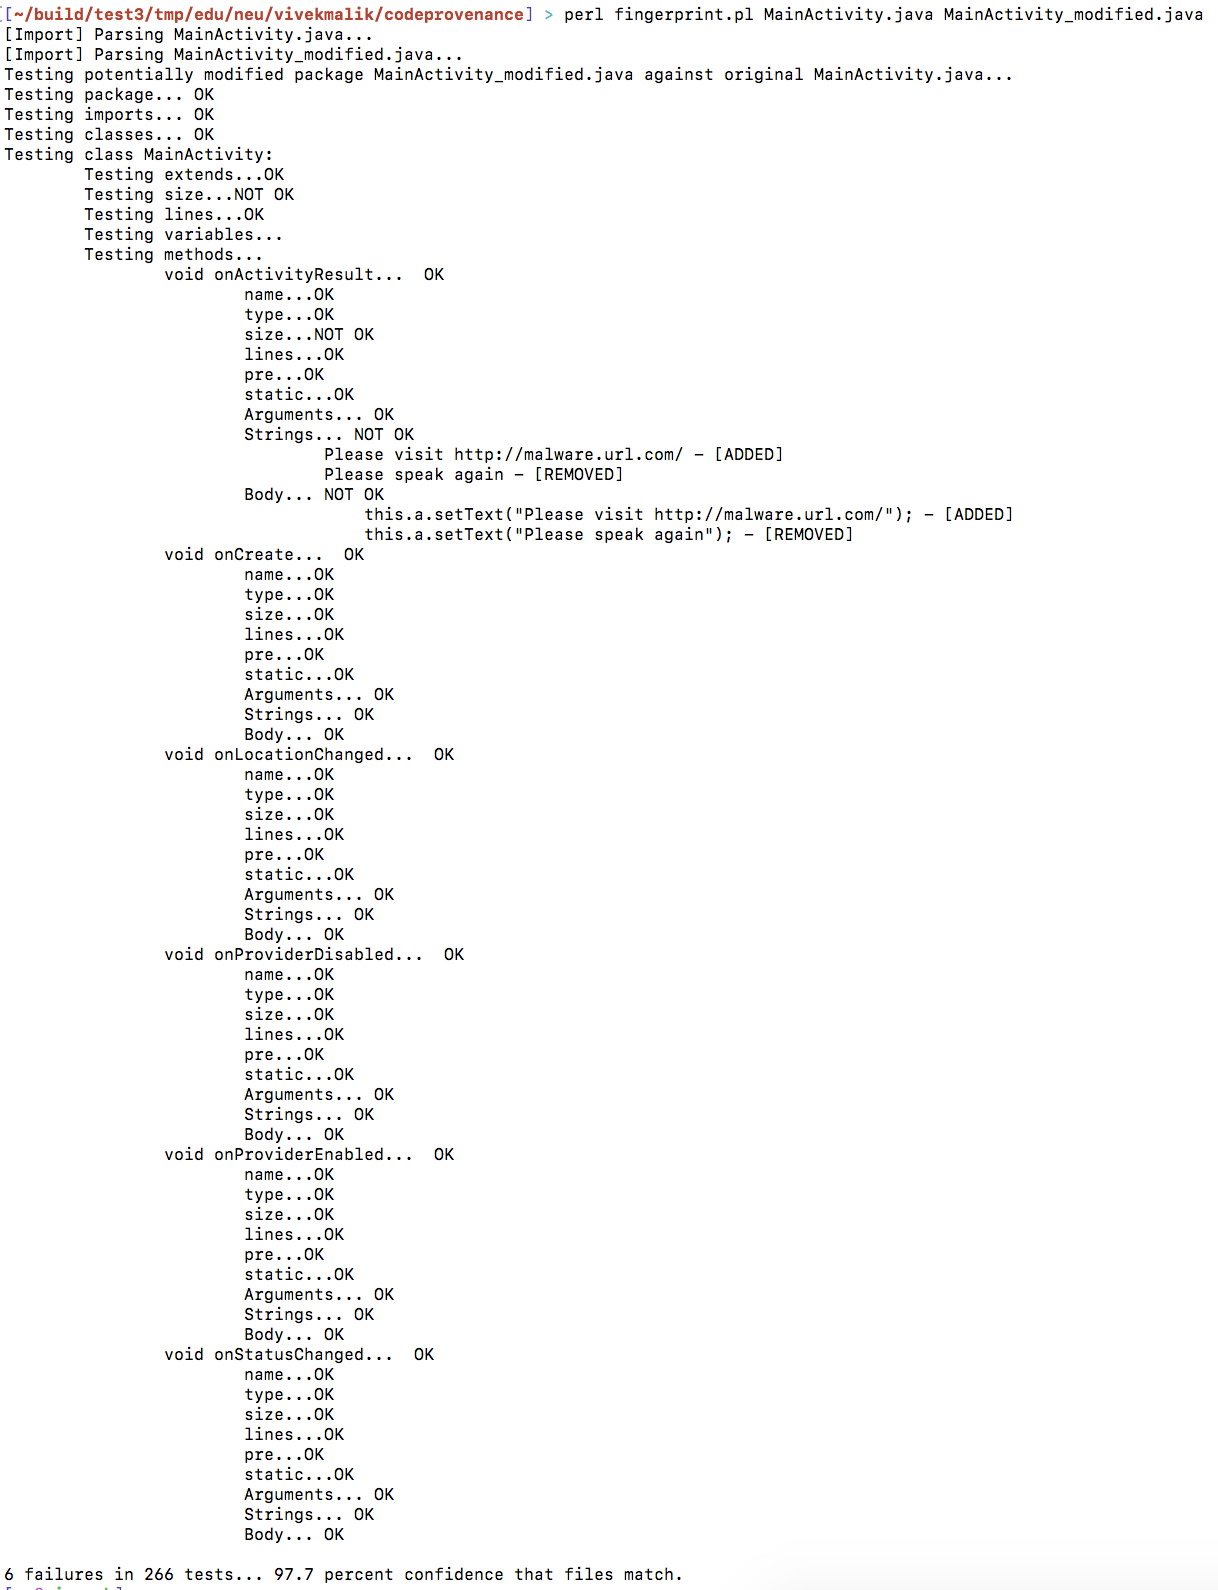 [~/build/test3/tmp/edu/neu/vivekmalik/codeprovenance] > perl fingerprint.pl MainActivity.java MainActivity_modified.java
[Import] Parsing MainActivity.java...
[Import] Parsing MainActivity_modified.java...
Testing potentially modified package MainActivity_modified.java against original MainActivity.java...
Testing package... OK
Testing imports... OK
Testing classes... OK
Testing class MainActivity:
Testing extends...OK
Testing size...NOT OK
Testing lines...OK
Testing variables...
Testing methods...
void onActivityResult...  OK
name...OK
type...OK
size...NOT OK
lines...OK
pre...OK
static...OK
Arguments... OK
Strings... NOT OK
Please visit http://malware.url.com/ – [ADDED]
Please speak again – [REMOVED]
Body... NOT OK
this.a.setText("Please visit http://malware.url.com/"); – [ADDED]
this.a.setText("Please speak again"); – [REMOVED]
void onCreate...  OK
name...OK
type...OK
size...OK
lines...OK
pre...OK
static...OK
Arguments... OK
Strings... OK
Body... OK
void onLocationChanged...  OK
name...OK
type...OK
size...OK
lines...OK
pre...OK
static...OK
Arguments... OK
Strings... OK
Body... OK
void onProviderDisabled...  OK
name...OK
type...OK
size...OK
lines...OK
pre...OK
static...OK
Arguments... OK
Strings... OK
Body... OK
void onProviderEnabled...  OK
name...OK
type...OK
size...OK
lines...OK
pre...OK
static...OK
Arguments... OK
Strings... OK
Body... OK
void onStatusChanged...  OK
name...OK
type...OK
size...OK
lines...OK
pre...OK
static...OK
Arguments... OK
Strings... OK
Body... OK
6 failures in 266 tests... 97.7 percent confidence that files match.